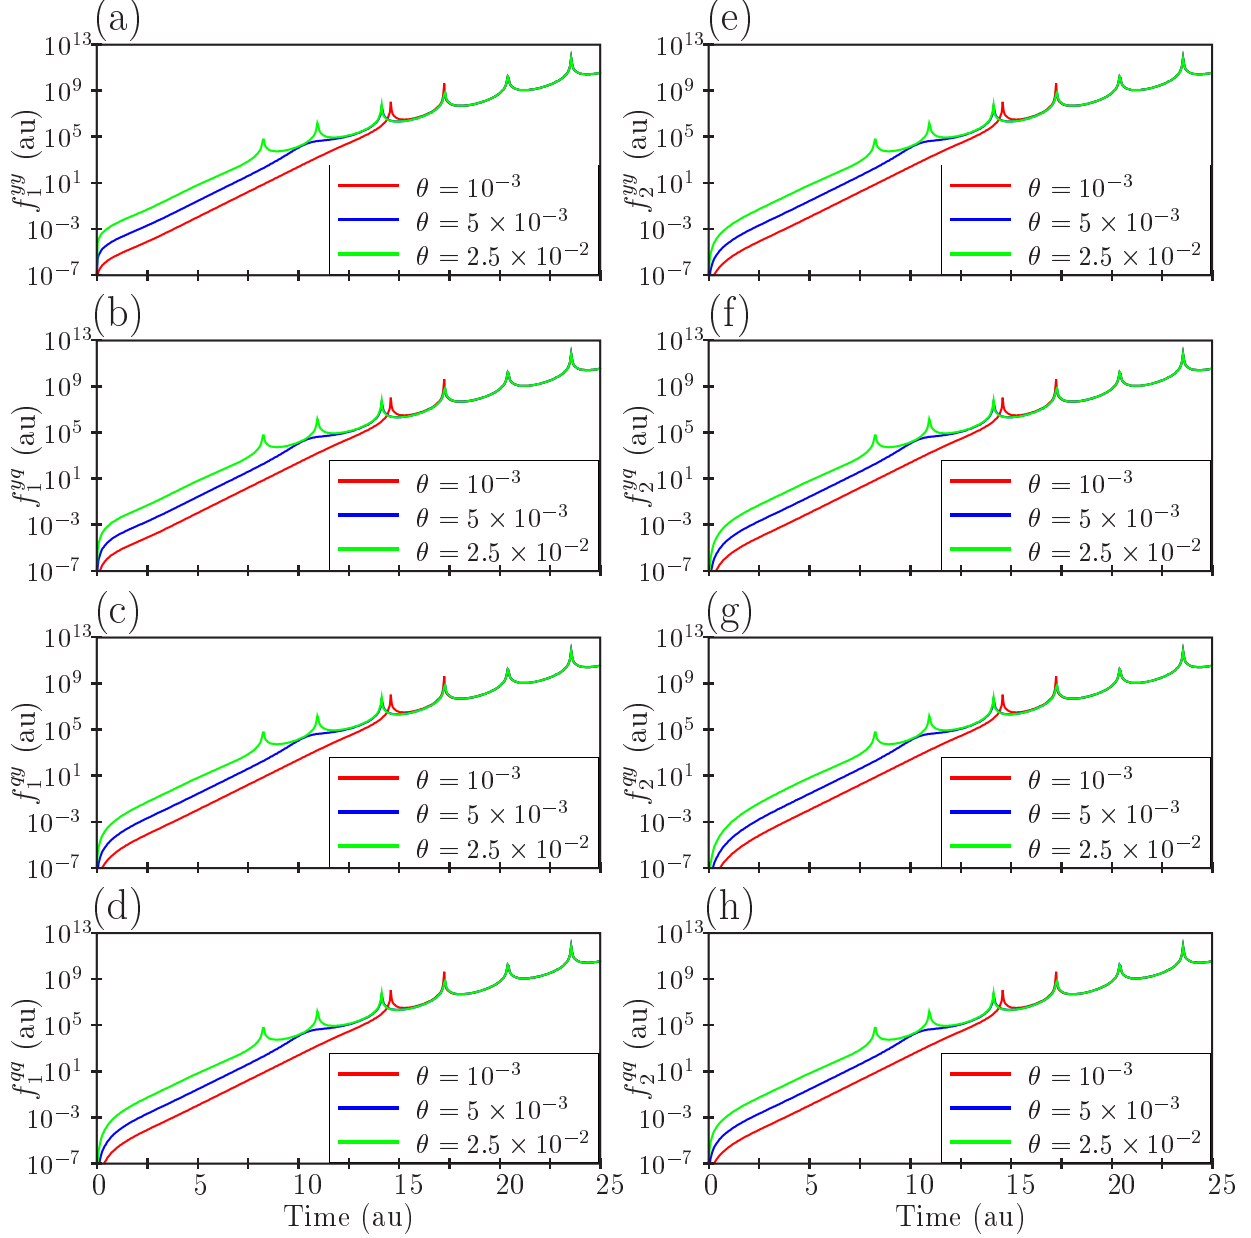 (a)
10^13
10^9
10^5
10^1
10^−3
10^−7
f_1^yy (au)
θ = 10^−3
θ = 5 × 10^−3
θ = 2.5 × 10^−2
(e)
10^13
10^9
10^5
10^1
10^−3
10^−7
f_2^yy (au)
θ = 10^−3
θ = 5 × 10^−3
θ = 2.5 × 10^−2
(b)
10^13
10^9
10^5
10^1
10^−3
10^−7
f_1^yq (au)
θ = 10^−3
θ = 5 × 10^−3
θ = 2.5 × 10^−2
(f)
10^13
10^9
10^5
10^1
10^−3
10^−7
f_2^yq (au)
θ = 10^−3
θ = 5 × 10^−3
θ = 2.5 × 10^−2
(c)
10^13
10^9
10^5
10^1
10^−3
10^−7
f_1^qy (au)
θ = 10^−3
θ = 5 × 10^−3
θ = 2.5 × 10^−2
(g)
10^13
10^9
10^5
10^1
10^−3
10^−7
f_2^qy (au)
θ = 10^−3
θ = 5 × 10^−3
θ = 2.5 × 10^−2
(d)
10^13
10^9
10^5
10^1
10^−3
10^−7
f_1^qq (au)
θ = 10^−3
θ = 5 × 10^−3
θ = 2.5 × 10^−2
0 5 10 15 20 25
Time (au)
(h)
10^13
10^9
10^5
10^1
10^−3
10^−7
f_2^qq (au)
θ = 10^−3
θ = 5 × 10^−3
θ = 2.5 × 10^−2
0 5 10 15 20 25
Time (au)